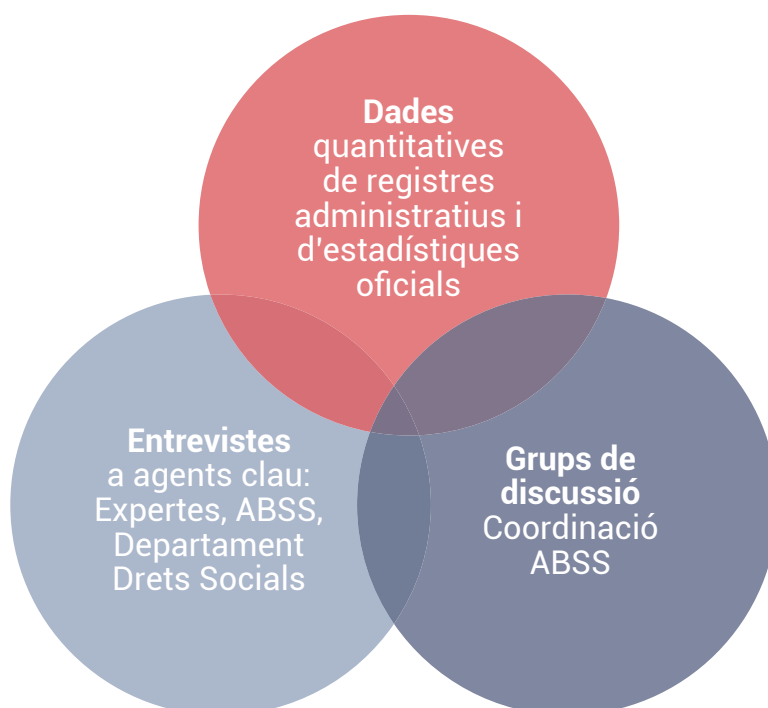 Dades
quantitatives
de registres
administratius i
d'estadístiques
oficials
Entrevistes
a agents clau:
Expertes, ABSS,
Departament
Drets Socials
Grups de
discussió
Coordinació
ABSS